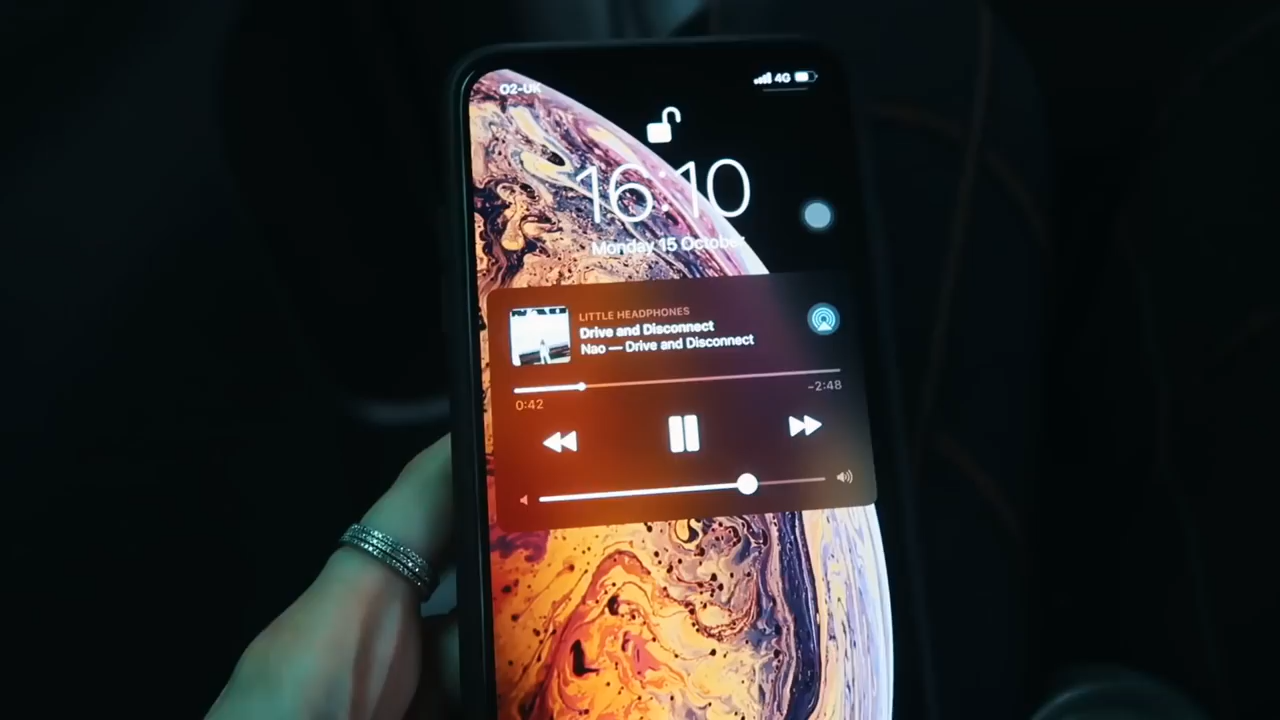 O2-UK 4G
16:10
Monday 15 October
LITTLE HEADPHONES
Drive and Disconnect
Nao — Drive and Disconnect
0:42 -2:48